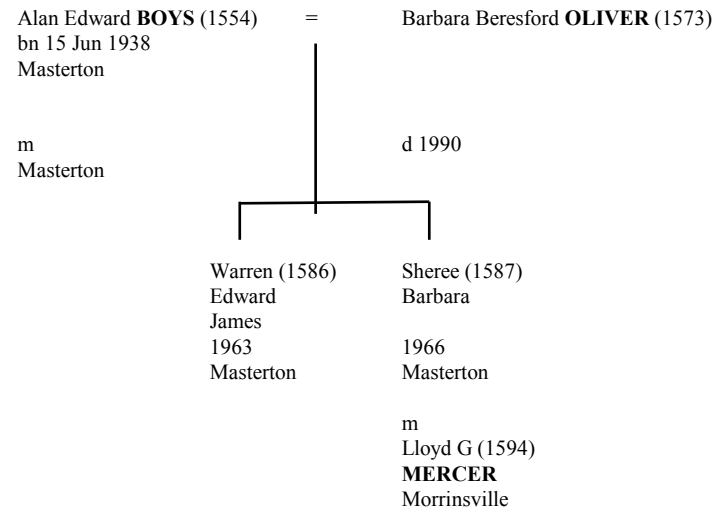 Alan Edward BOYS (1554) = Barbara Beresford OLIVER (1573)
bn 15 Jun 1938
Masterton
m d 1990
Masterton
Warren (1586) Sheree (1587)
Edward Barbara
James
1963 1966
Masterton Masterton
m
Lloyd G (1594)
MERCER
Morrinsville